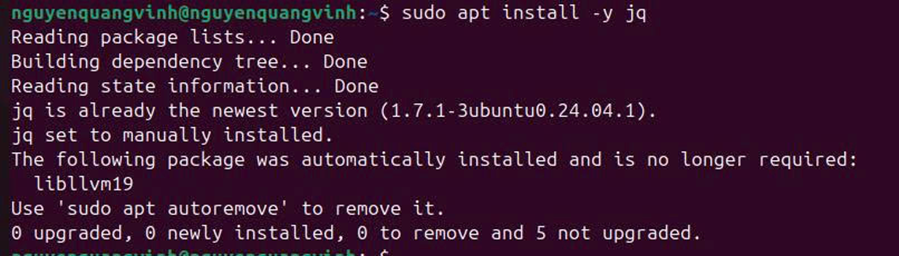 nguyenquangvinh@nguyenquangvinh:~$ sudo apt install -y jq
Reading package lists... Done
Building dependency tree... Done
Reading state information... Done
jq is already the newest version (1.7.1-3ubuntu0.24.04.1).
jq set to manually installed.
The following package was automatically installed and is no longer required:
  libllvm19
Use 'sudo apt autoremove' to remove it.
0 upgraded, 0 newly installed, 0 to remove and 5 not upgraded.
nguyenquangvinh@nguyenquangvinh:~$